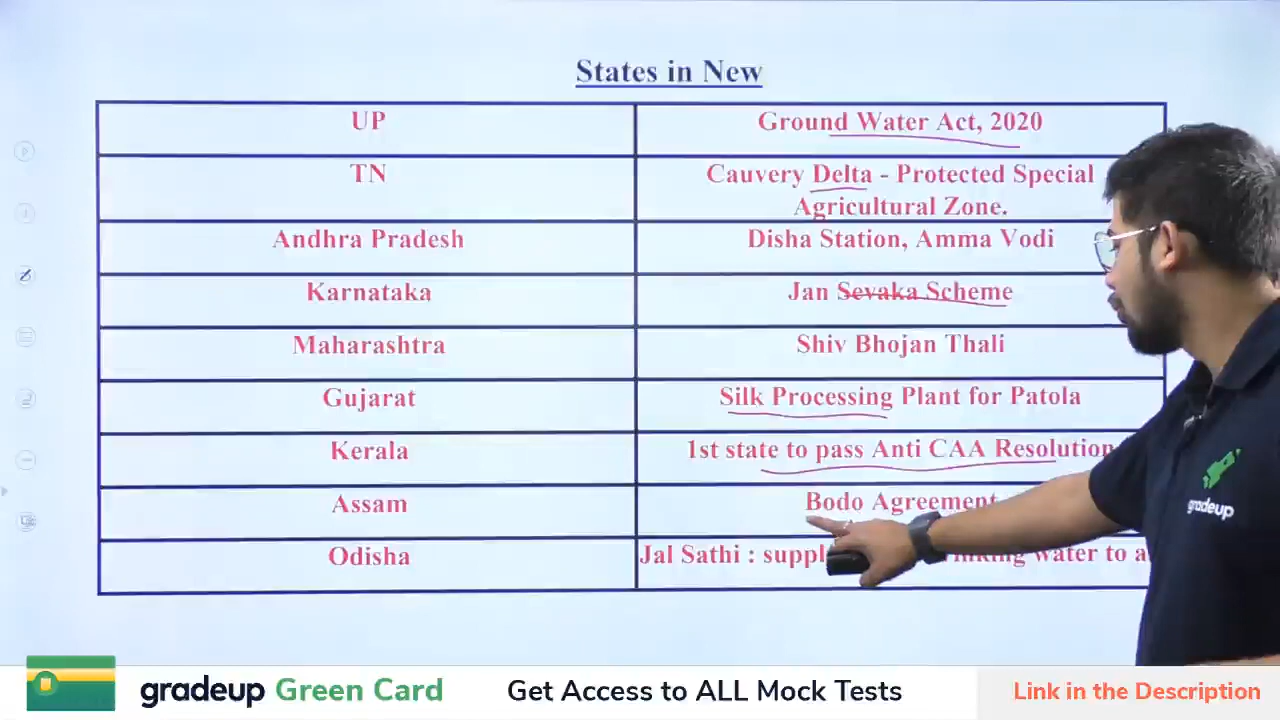 States in New
UP
Ground Water Act, 2020
TN
Cauvery Delta - Protected Special
Agricultural Zone.
Andhra Pradesh
Disha Station, Amma Vodi
Karnataka
Jan Sevaka Scheme
Maharashtra
Shiv Bhojan Thali
Gujarat
Silk Processing Plant for Patola
Kerala
1st state to pass Anti CAA Resolution
Assam
Bodo Agreement
Odisha
Jal Sathi : water to
gradeup
gradeup Green Card
Get Access to ALL Mock Tests
Link in the Description